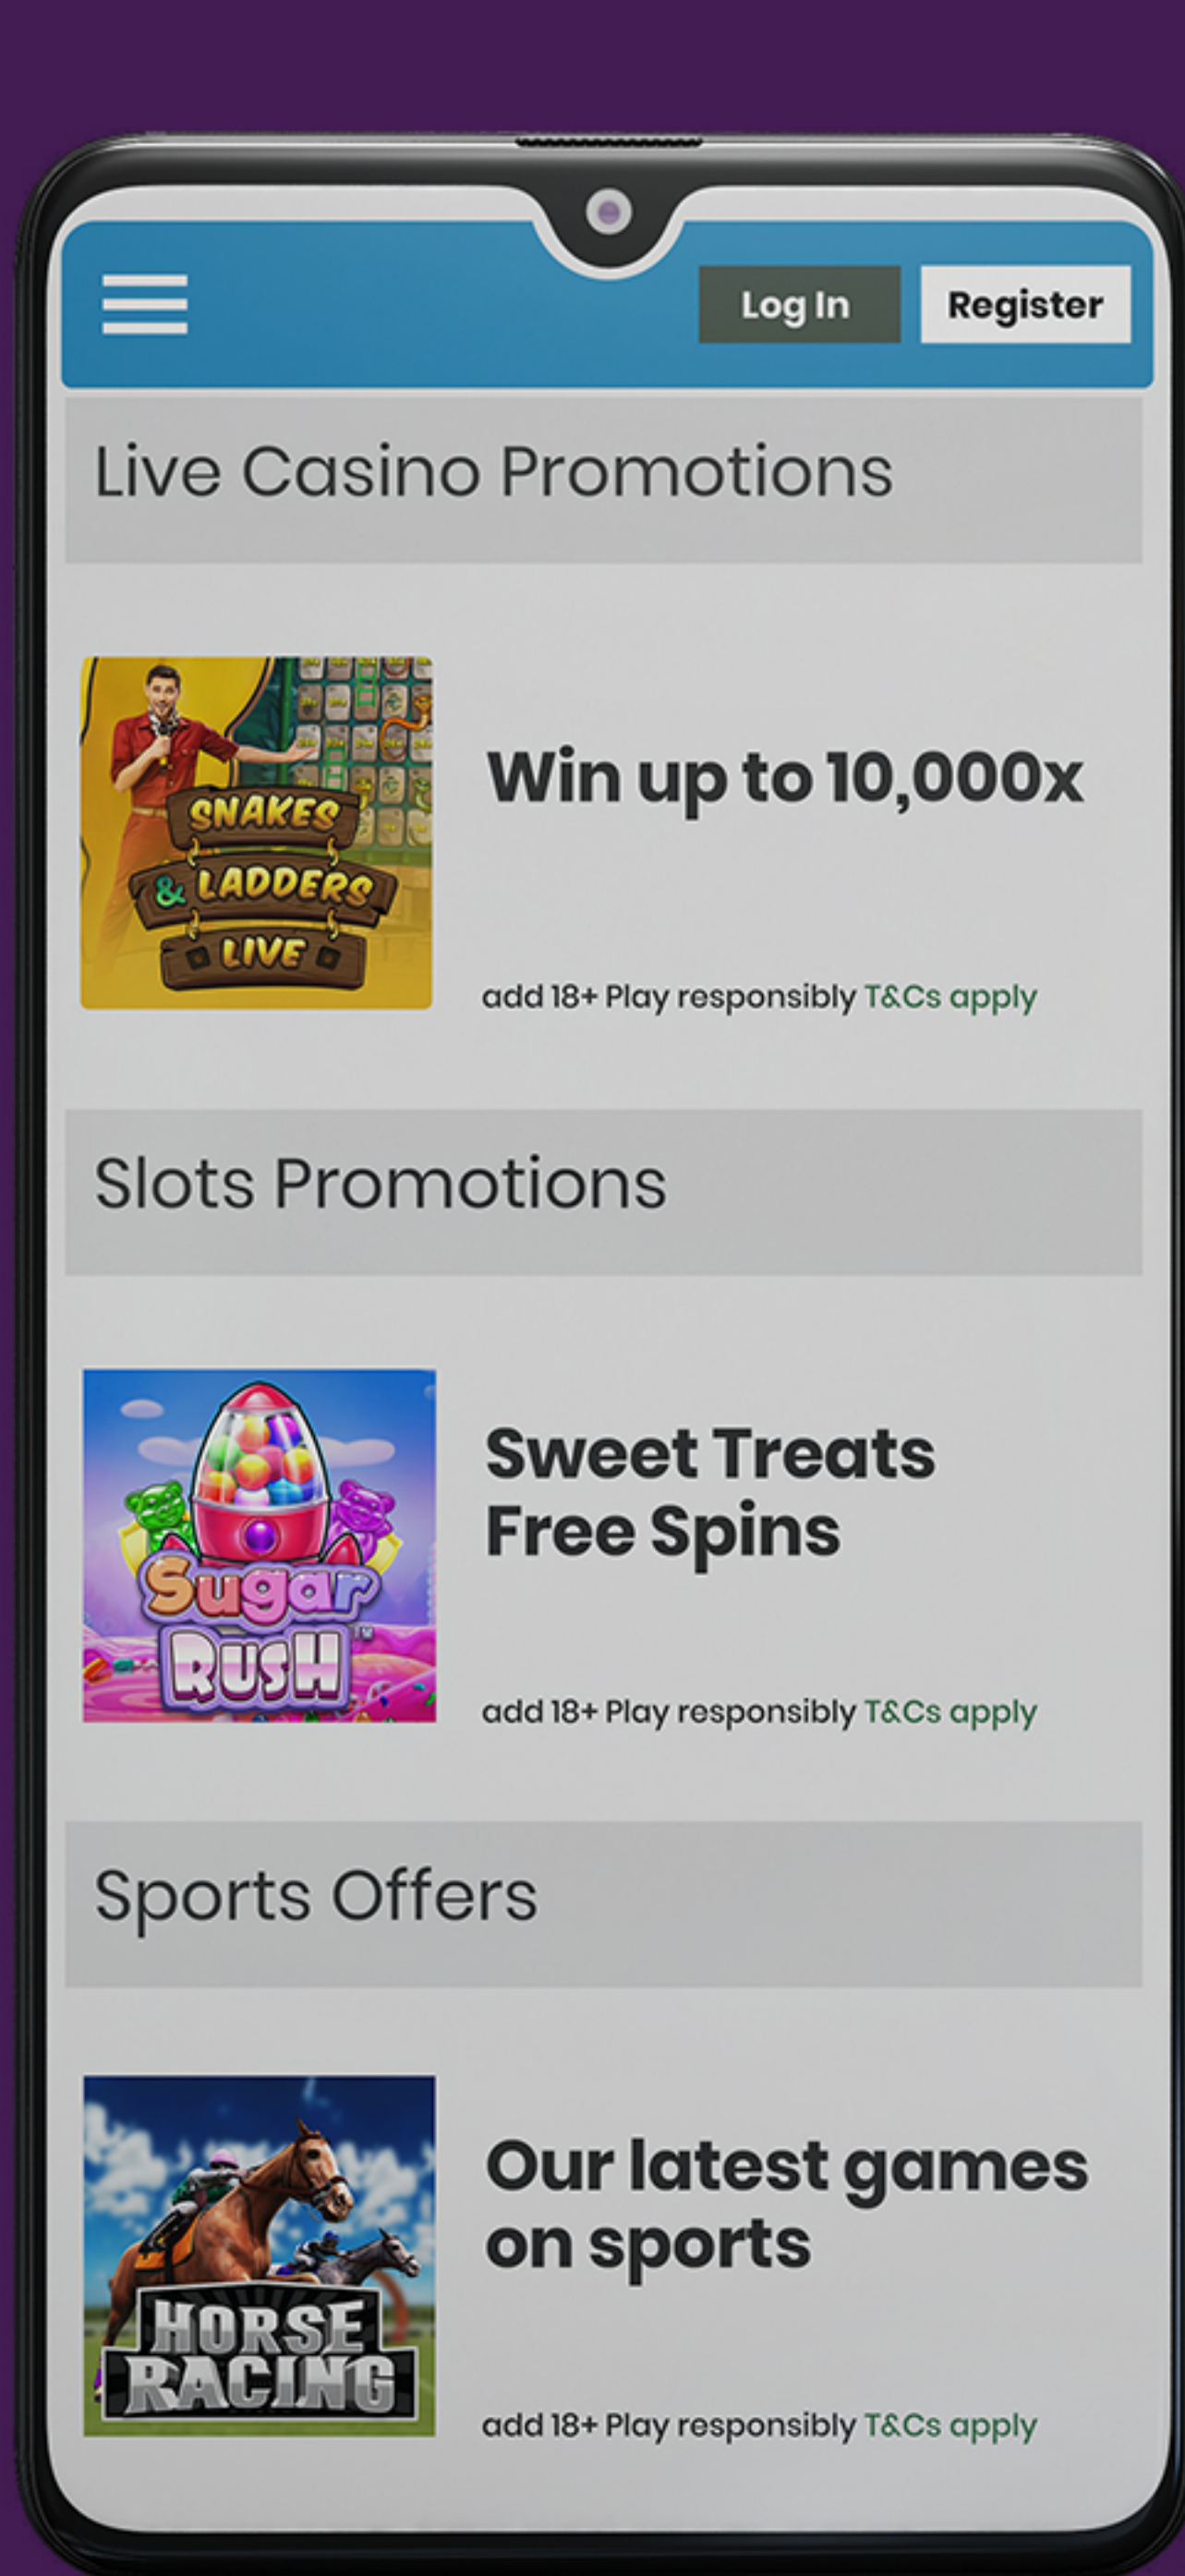 Log In
Register
Live Casino Promotions
SNAKES
& LADDERS
LIVE
Win up to 10,000x
add 18+ Play responsibly T&Cs apply
Slots Promotions
Sugar
RUSH™
Sweet Treats
Free Spins
add 18+ Play responsibly T&Cs apply
Sports Offers
HORSE
RACING
Our latest games
on sports
add 18+ Play responsibly T&Cs apply